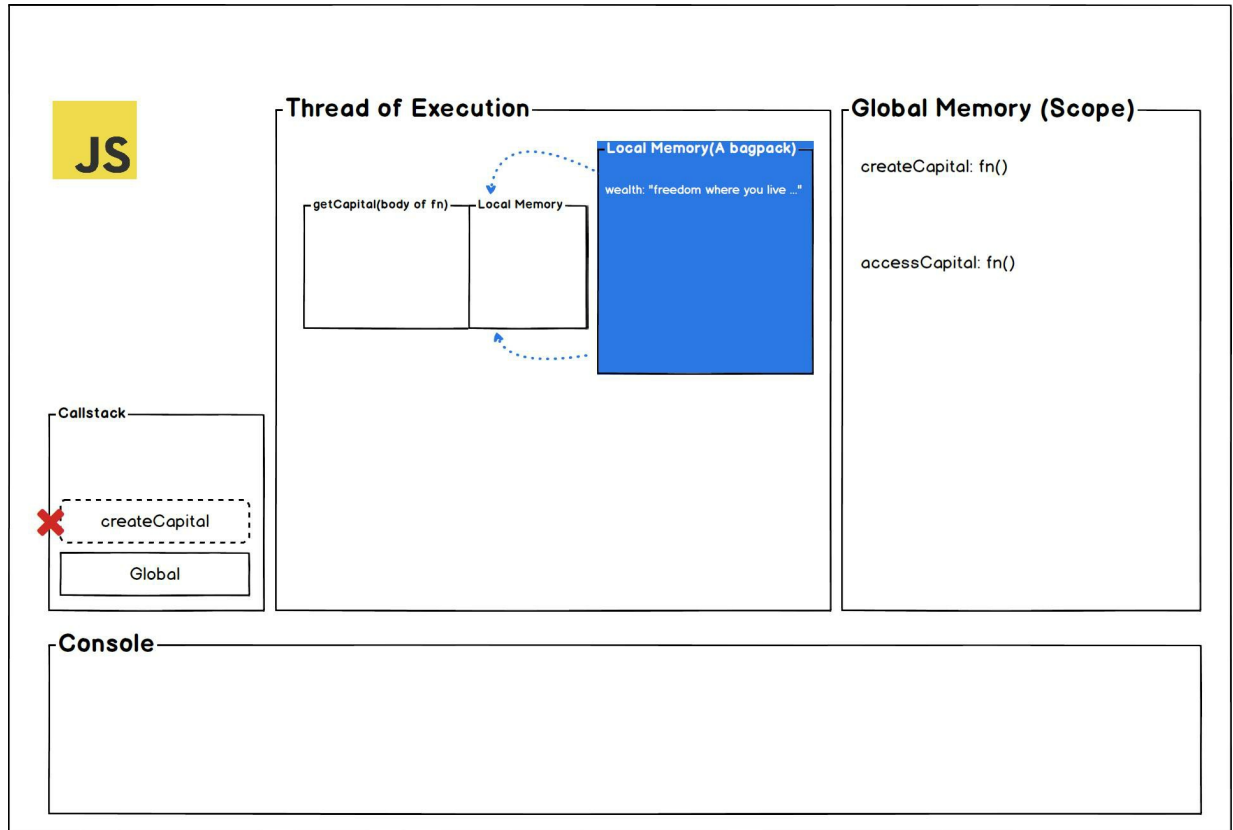 JS
Thread of Execution
Global Memory (Scope)
Local Memory(A bagpack)
wealth: "freedom where you live ..."
getCapital(body of fn)
Local Memory
createCapital: fn()
accessCapital: fn()
Callstack
createCapital
Global
Console